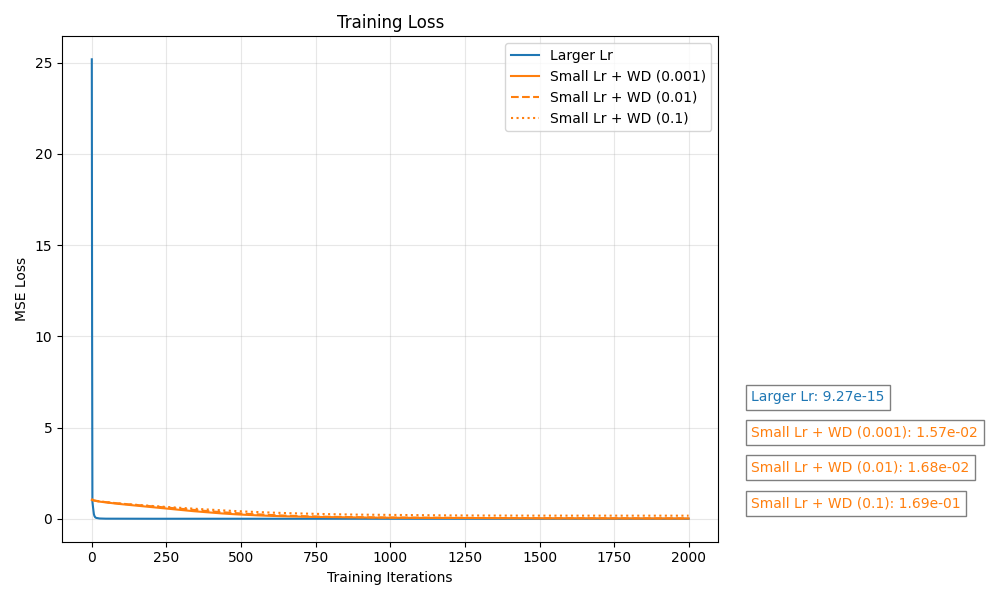 Training Loss
MSE Loss
25
20
15
10
5
0
0 250 500 750 1000 1250 1500 1750 2000
Training Iterations
Larger Lr
Small Lr + WD (0.001)
Small Lr + WD (0.01)
Small Lr + WD (0.1)
Larger Lr: 9.27e-15
Small Lr + WD (0.001): 1.57e-02
Small Lr + WD (0.01): 1.68e-02
Small Lr + WD (0.1): 1.69e-01